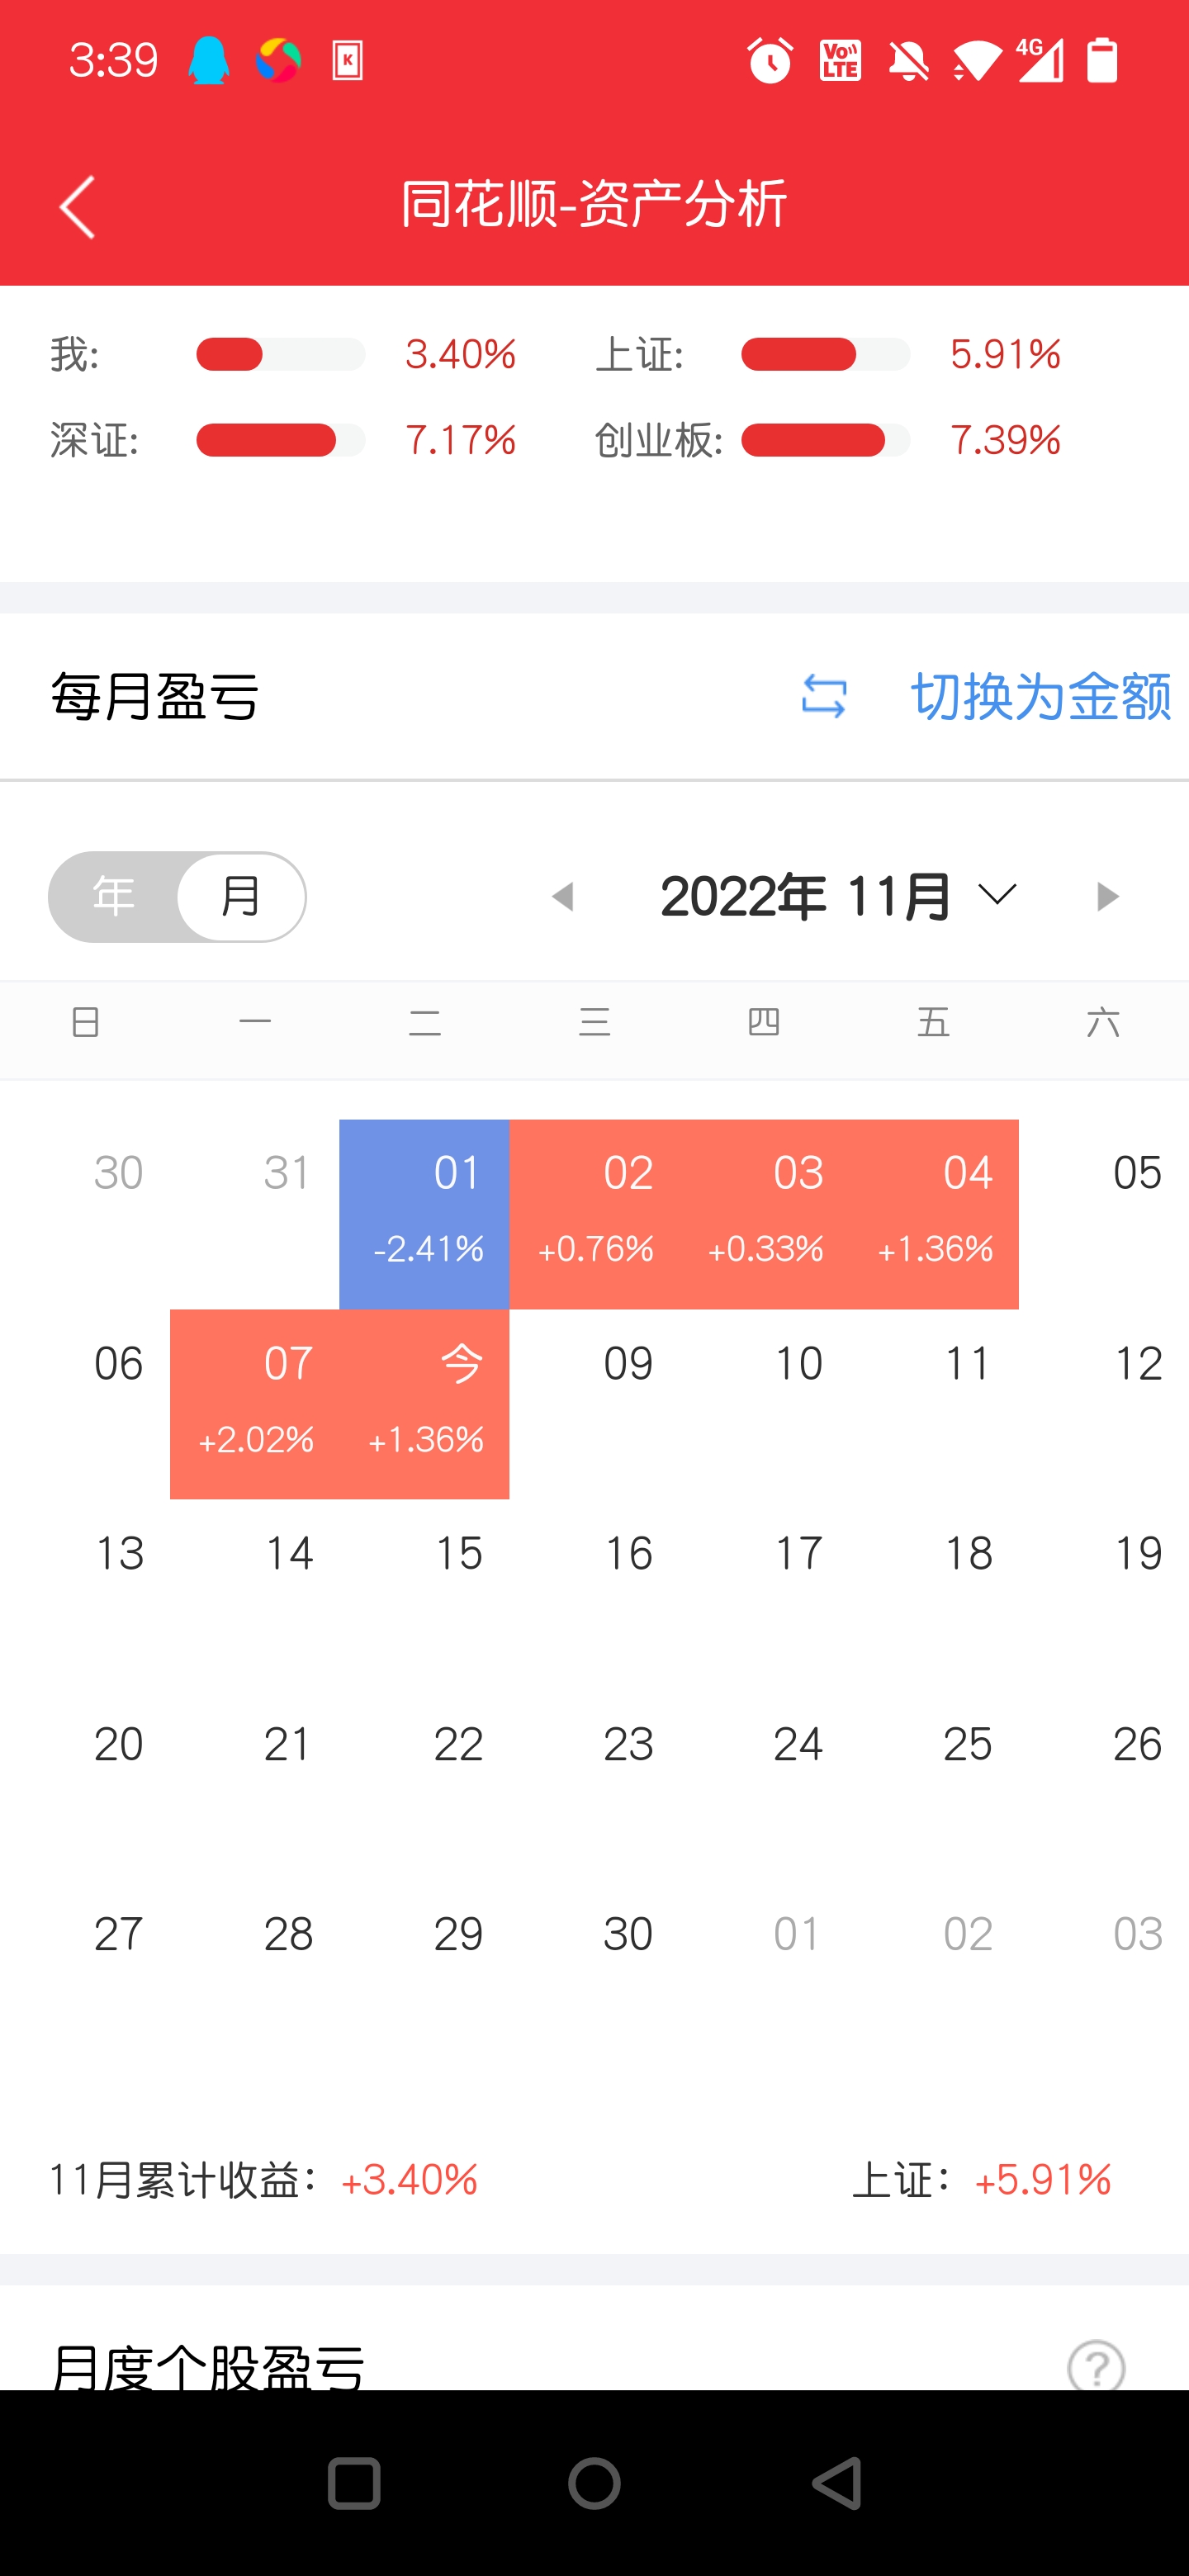 3:39 K Vo LTE 4G
同花顺-资产分析
我: 3.40% 上证: 5.91%
深证: 7.17% 创业板: 7.39%
每月盈亏 切换为金额
年 月 2022年 11月
日 一 二 三 四 五 六
30 31 01 02 03 04 05
-2.41% +0.76% +0.33% +1.36%
06 07 今 09 10 11 12
+2.02% +1.36%
13 14 15 16 17 18 19
20 21 22 23 24 25 26
27 28 29 30 01 02 03
11月累计收益：+3.40% 上证：+5.91%
月度个股盈亏 ?